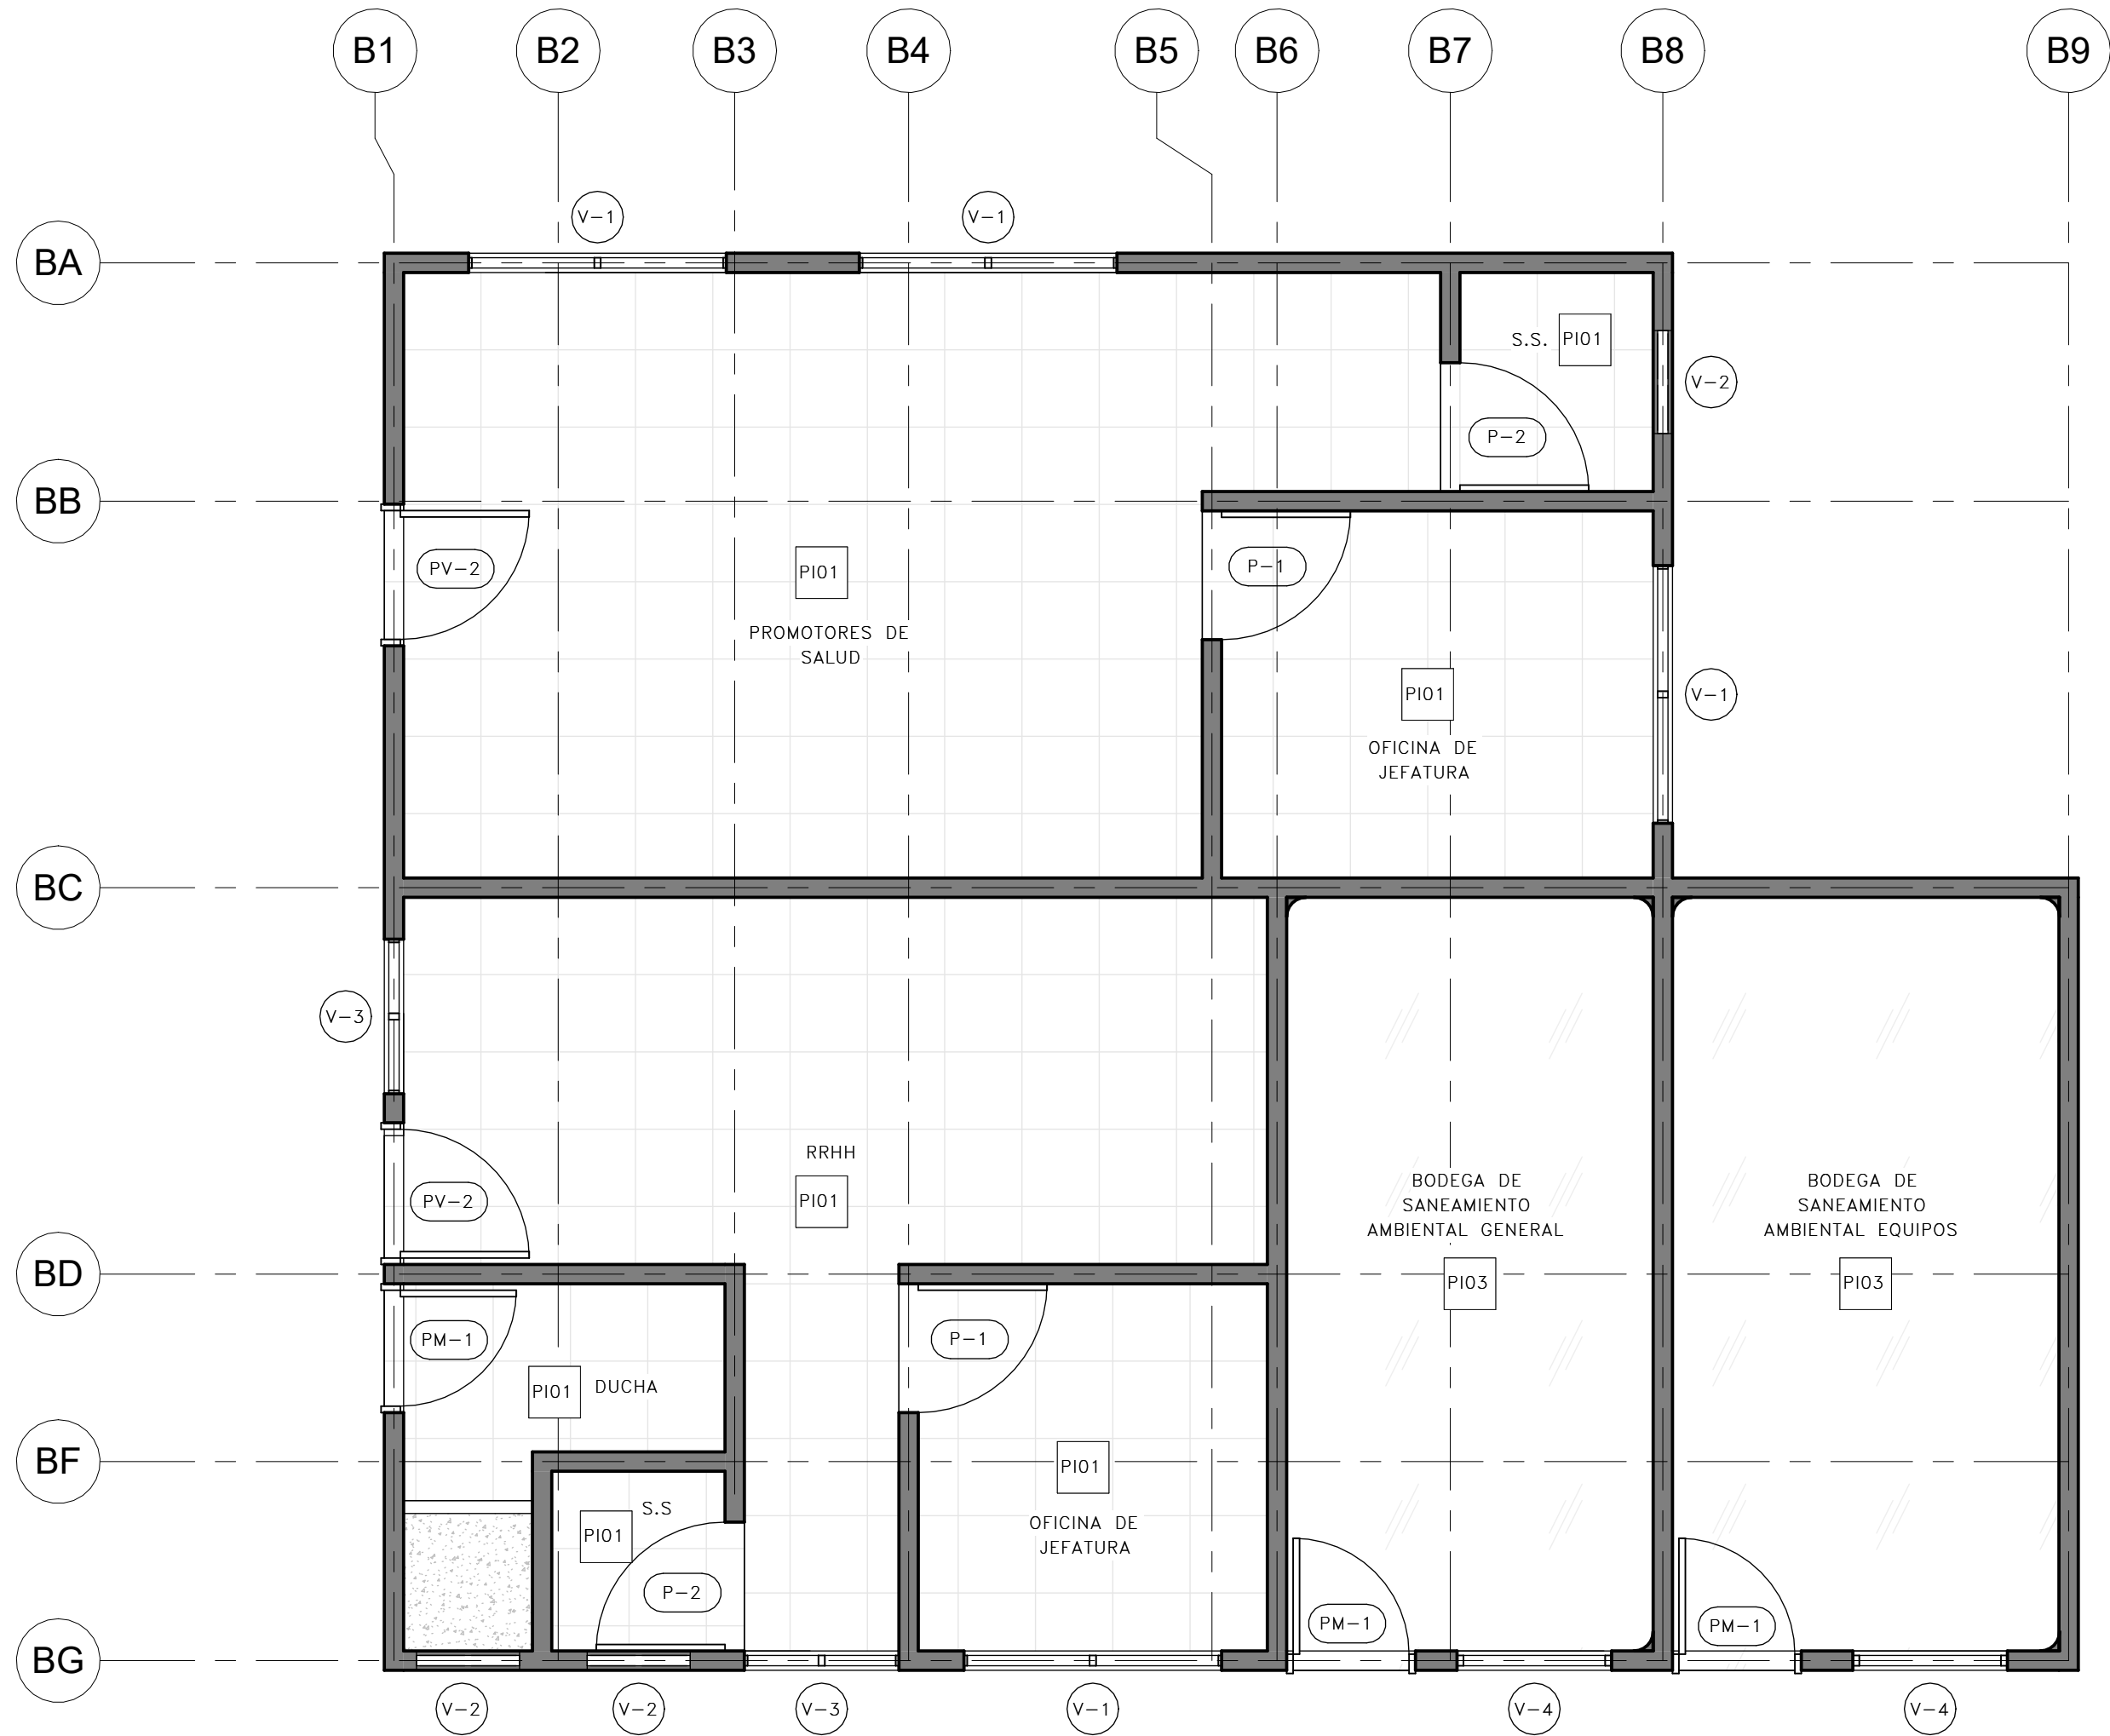 B1 B2 B3 B4 B5 B6 B7 B8 B9
V-1 V-1
BA
S.S. PI01
V-2
P-2
BB
PV-2 P-1
PI01
PROMOTORES DE
SALUD
PI01
V-1
OFICINA DE
JEFATURA
BC
V-3
RRHH
PI01
PV-2
BODEGA DE
SANEAMIENTO
AMBIENTAL GENERAL
PI03
BODEGA DE
SANEAMIENTO
AMBIENTAL EQUIPOS
PI03
BD
PM-1 P-1
PI01 DUCHA
BF
PI01
OFICINA DE
JEFATURA
S.S
PI01
P-2
PM-1 PM-1
BG
V-2 V-2 V-3 V-1 V-4 V-4